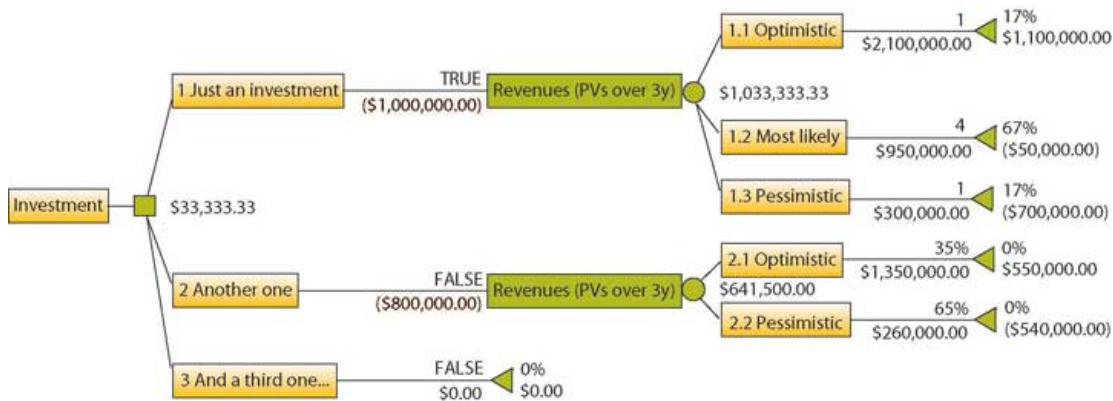 1.1 Optimistic
1
$2,100,000.00
17%
$1,100,000.00
1 Just an investment
TRUE
($1,000,000.00)
Revenues (PVs over 3y)
$1,033,333.33
1.2 Most likely
4
$950,000.00
67%
($50,000.00)
1.3 Pessimistic
1
$300,000.00
17%
($700,000.00)
Investment
$33,333.33
2 Another one
FALSE
($800,000.00)
Revenues (PVs over 3y)
$641,500.00
2.1 Optimistic
35%
$1,350,000.00
0%
$550,000.00
2.2 Pessimistic
65%
$260,000.00
0%
($540,000.00)
3 And a third one...
FALSE
$0.00
0%
$0.00